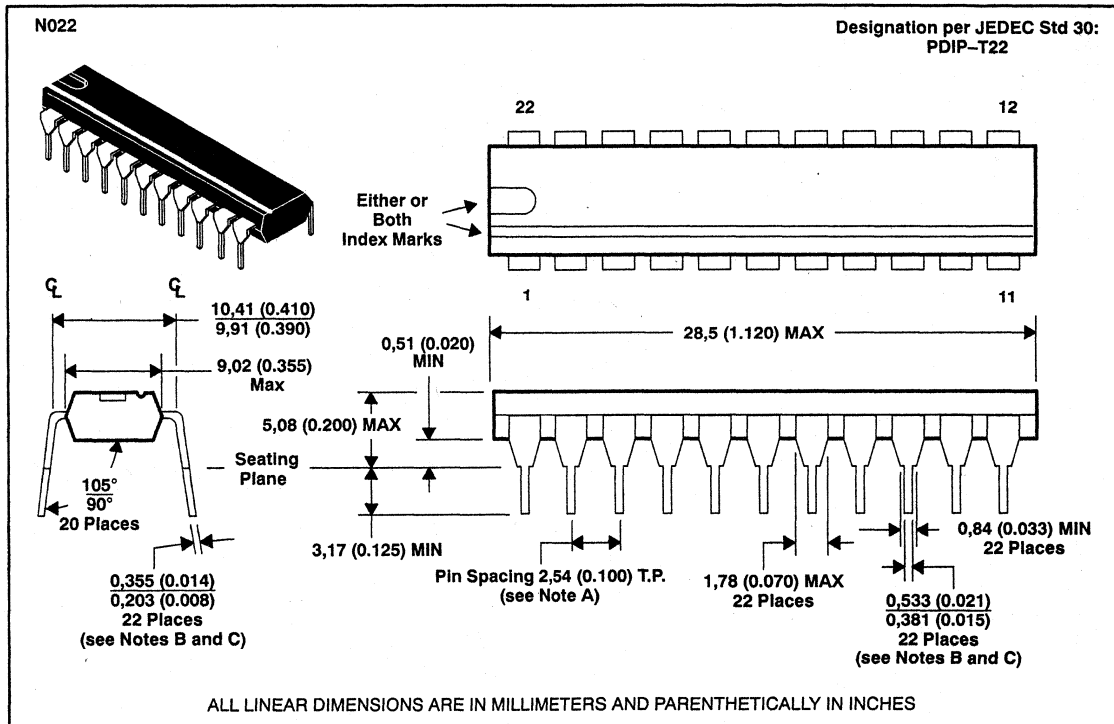 N022
Designation per JEDEC Std 30:
PDIP–T22
22
12
Either or
Both
Index Marks
1
11
℄
℄
10,41 (0.410)
9,91 (0.390)
9,02 (0.355)
Max
0,51 (0.020)
MIN
28,5 (1.120) MAX
5,08 (0.200) MAX
Seating
Plane
105°
90°
20 Places
3,17 (0.125) MIN
0,355 (0.014)
0,203 (0.008)
22 Places
(see Notes B and C)
Pin Spacing 2,54 (0.100) T.P.
(see Note A)
1,78 (0.070) MAX
22 Places
0,84 (0.033) MIN
22 Places
0,533 (0.021)
0,381 (0.015)
22 Places
(see Notes B and C)
ALL LINEAR DIMENSIONS ARE IN MILLIMETERS AND PARENTHETICALLY IN INCHES